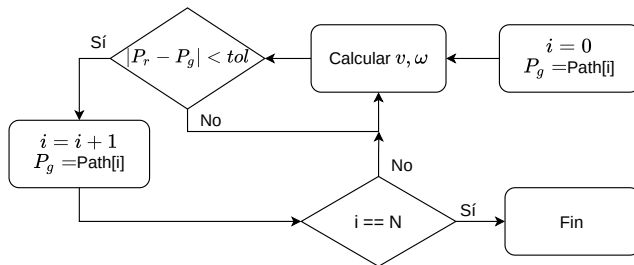 Sí
|P_r − P_g| < tol
Calcular v, ω
i = 0
P_g =Path[i]
No
i = i + 1
P_g =Path[i]
No
i == N
Sí
Fin